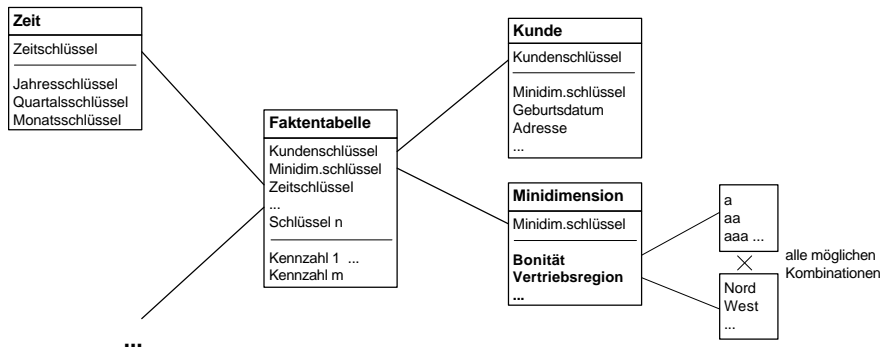 Zeit
Zeitschlüssel
Jahresschlüssel
Quartalsschlüssel
Monatsschlüssel
Faktentabelle
Kundenschlüssel
Minidim.schlüssel
Zeitschlüssel
...
Schlüssel n
Kennzahl 1 ...
Kennzahl m
...
Kunde
Kundenschlüssel
Minidim.schlüssel
Geburtsdatum
Adresse
...
Minidimension
Minidim.schlüssel
Bonität
Vertriebsregion
...
a
aa
aaa ...
alle möglichen
Kombinationen
Nord
West
...